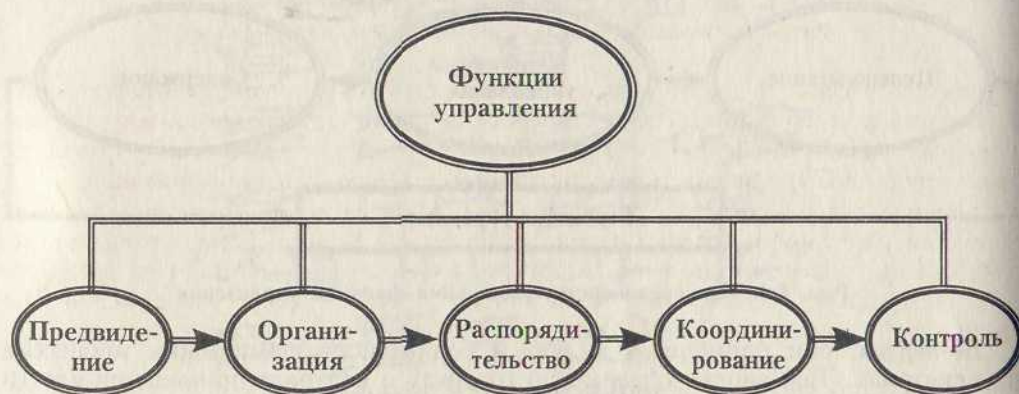 Функции
управления
Предвиде-
ние
Органи-
зация
Распоряди-
тельство
Координи-
рование
Контроль